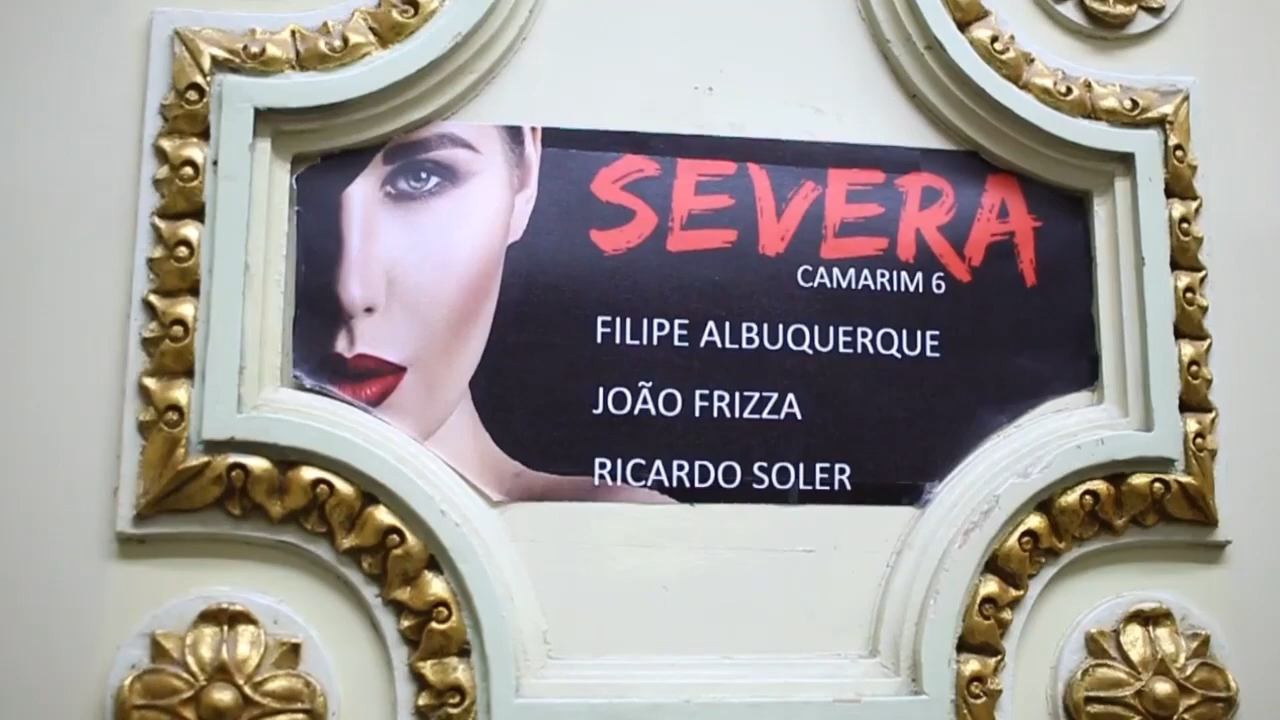 SEVERA
CAMARIM 6
FILIPE ALBUQUERQUE
JOÃO FRIZZA
RICARDO SOLER